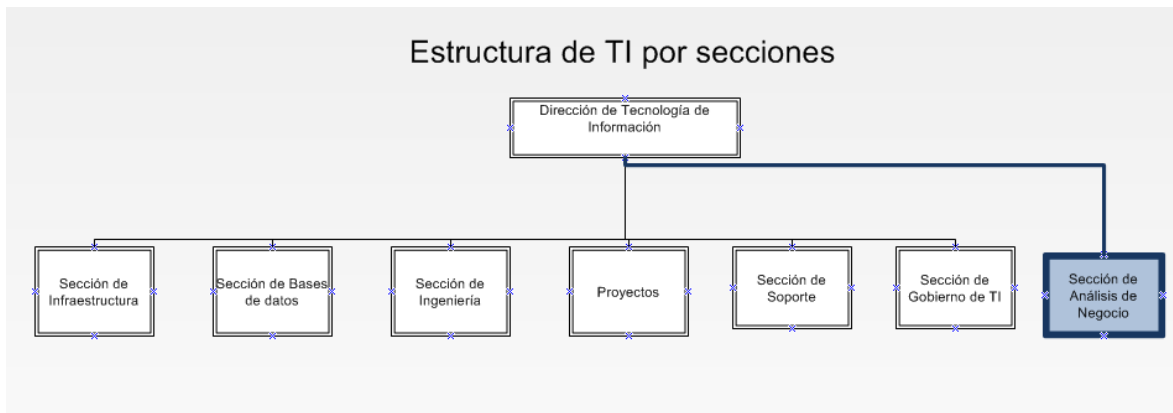 Estructura de TI por secciones
Dirección de Tecnología de
Información
Sección de
Infraestructura
Sección de Bases
de datos
Sección de
Ingeniería
Proyectos
Sección de
Soporte
Sección de
Gobierno de TI
Sección de
Análisis de
Negocio